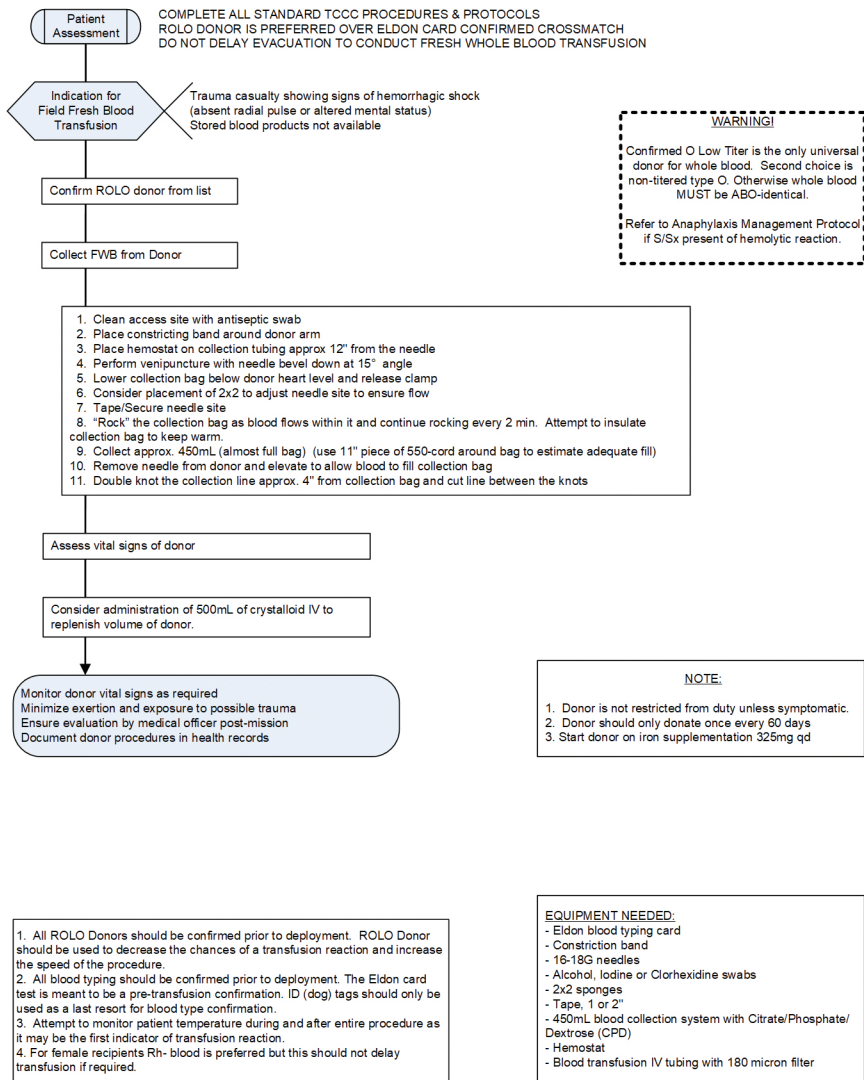 Patient
Assessment
COMPLETE ALL STANDARD TCCC PROCEDURES & PROTOCOLS
ROLO DONOR IS PREFERRED OVER ELDON CARD CONFIRMED CROSSMATCH
DO NOT DELAY EVACUATION TO CONDUCT FRESH WHOLE BLOOD TRANSFUSION
Indication for
Field Fresh Blood
Transfusion
Trauma casualty showing signs of hemorrhagic shock
(absent radial pulse or altered mental status)
Stored blood products not available
WARNING!
Confirmed O Low Titer is the only universal
donor for whole blood. Second choice is
non-titered type O. Otherwise whole blood
MUST be ABO-identical.
Refer to Anaphylaxis Management Protocol
if S/Sx present of hemolytic reaction.
Confirm ROLO donor from list
Collect FWB from Donor
1. Clean access site with antiseptic swab
2. Place constricting band around donor arm
3. Place hemostat on collection tubing approx 12" from the needle
4. Perform venipuncture with needle bevel down at 15° angle
5. Lower collection bag below donor heart level and release clamp
6. Consider placement of 2x2 to adjust needle site to ensure flow
7. Tape/Secure needle site
8. “Rock” the collection bag as blood flows within it and continue rocking every 2 min. Attempt to insulate
collection bag to keep warm.
9. Collect approx. 450mL (almost full bag) (use 11" piece of 550-cord around bag to estimate adequate fill)
10. Remove needle from donor and elevate to allow blood to fill collection bag
11. Double knot the collection line approx. 4" from collection bag and cut line between the knots
Assess vital signs of donor
Consider administration of 500mL of crystalloid IV to
replenish volume of donor.
Monitor donor vital signs as required
Minimize exertion and exposure to possible trauma
Ensure evaluation by medical officer post-mission
Document donor procedures in health records
NOTE:
1. Donor is not restricted from duty unless symptomatic.
2. Donor should only donate once every 60 days
3. Start donor on iron supplementation 325mg qd
1. All ROLO Donors should be confirmed prior to deployment. ROLO Donor
should be used to decrease the chances of a transfusion reaction and increase
the speed of the procedure.
2. All blood typing should be confirmed prior to deployment. The Eldon card
test is meant to be a pre-transfusion confirmation. ID (dog) tags should only be
used as a last resort for blood type confirmation.
3. Attempt to monitor patient temperature during and after entire procedure as
it may be the first indicator of transfusion reaction.
4. For female recipients Rh- blood is preferred but this should not delay
transfusion if required.
EQUIPMENT NEEDED:
- Eldon blood typing card
- Constriction band
- 16-18G needles
- Alcohol, Iodine or Clorhexidine swabs
- 2x2 sponges
- Tape, 1 or 2"
- 450mL blood collection system with Citrate/Phosphate/
Dextrose (CPD)
- Hemostat
- Blood transfusion IV tubing with 180 micron filter